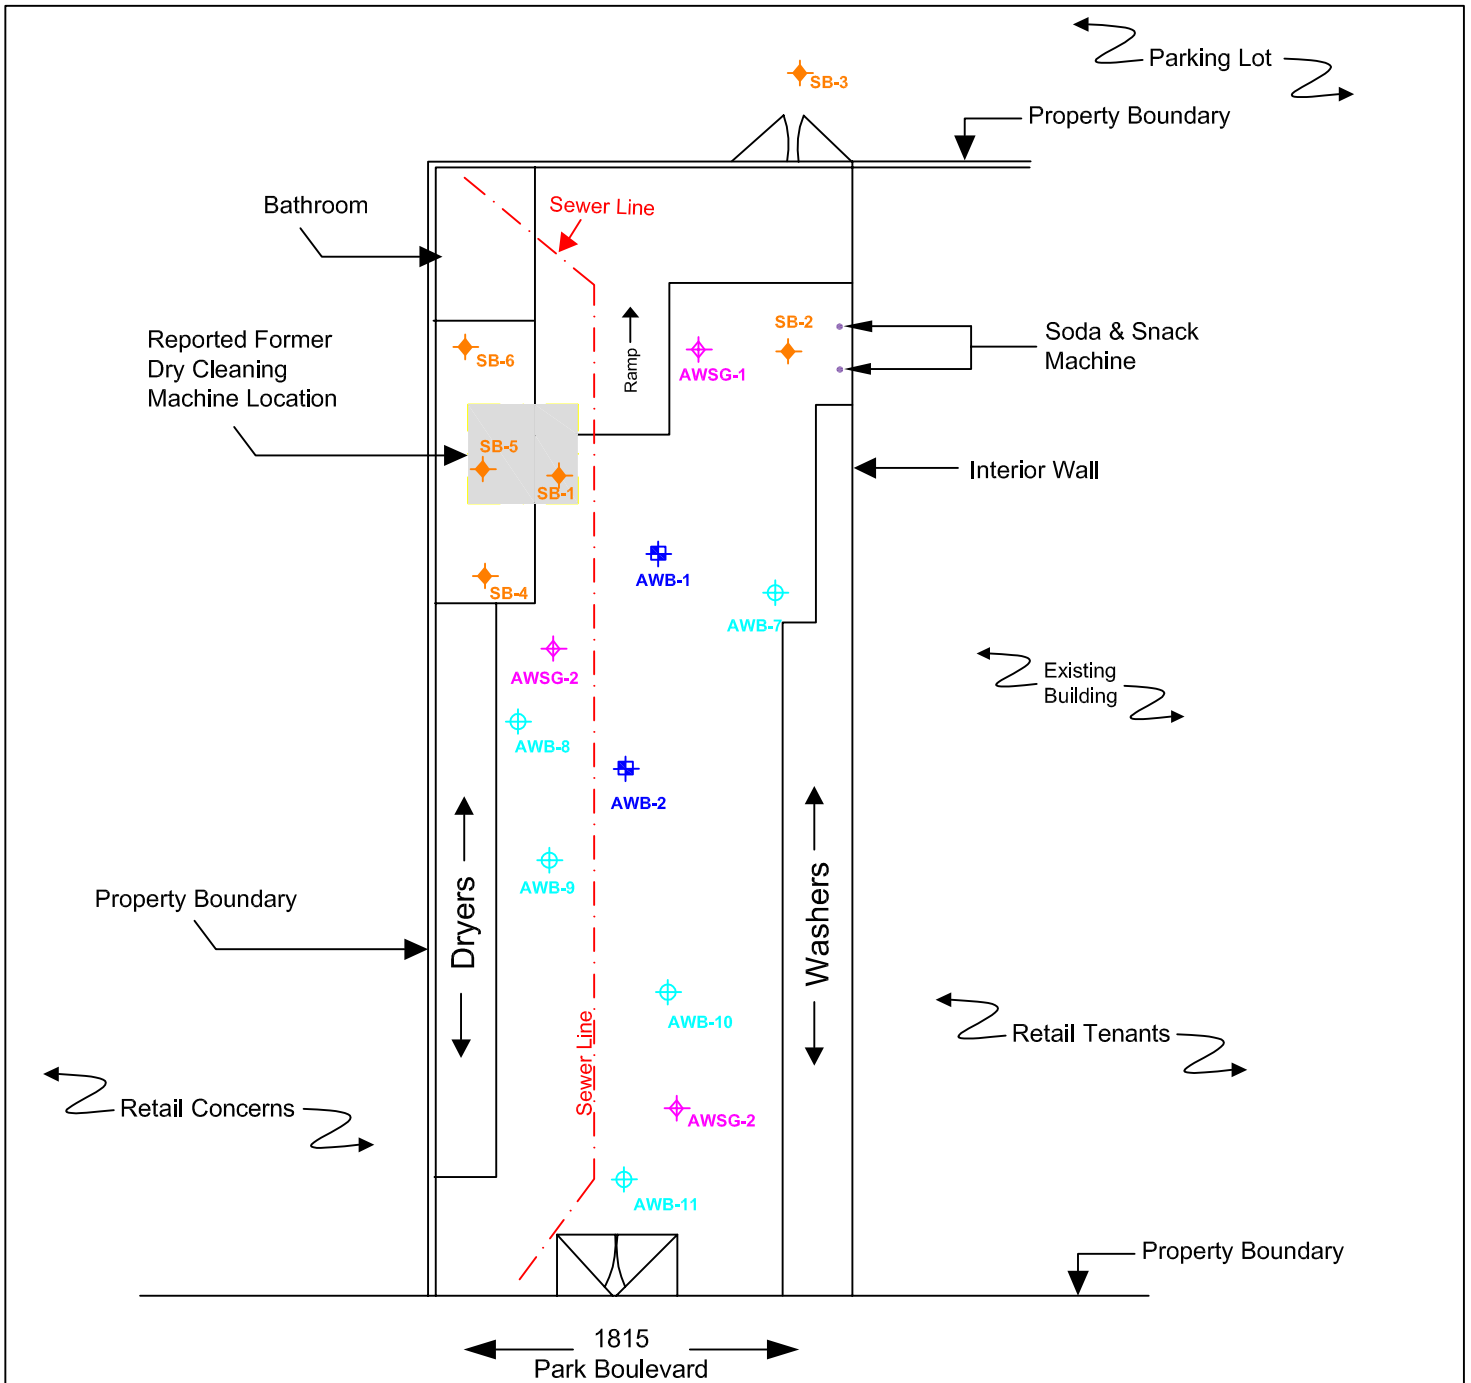 Parking Lot
SB-3
Property Boundary
Bathroom
Sewer Line
Reported Former
Dry Cleaning
Machine Location
SB-6
Ramp
AWSG-1
SB-2
Soda & Snack
Machine
SB-5
SB-1
Interior Wall
AWB-1
SB-4
AWB-7
AWSG-2
Existing
Building
AWB-8
AWB-2
AWB-9
Property Boundary
Dryers
Washers
AWB-10
Retail Tenants
Sewer Line
Retail Concerns
AWSG-2
AWB-11
Property Boundary
1815
Park Boulevard